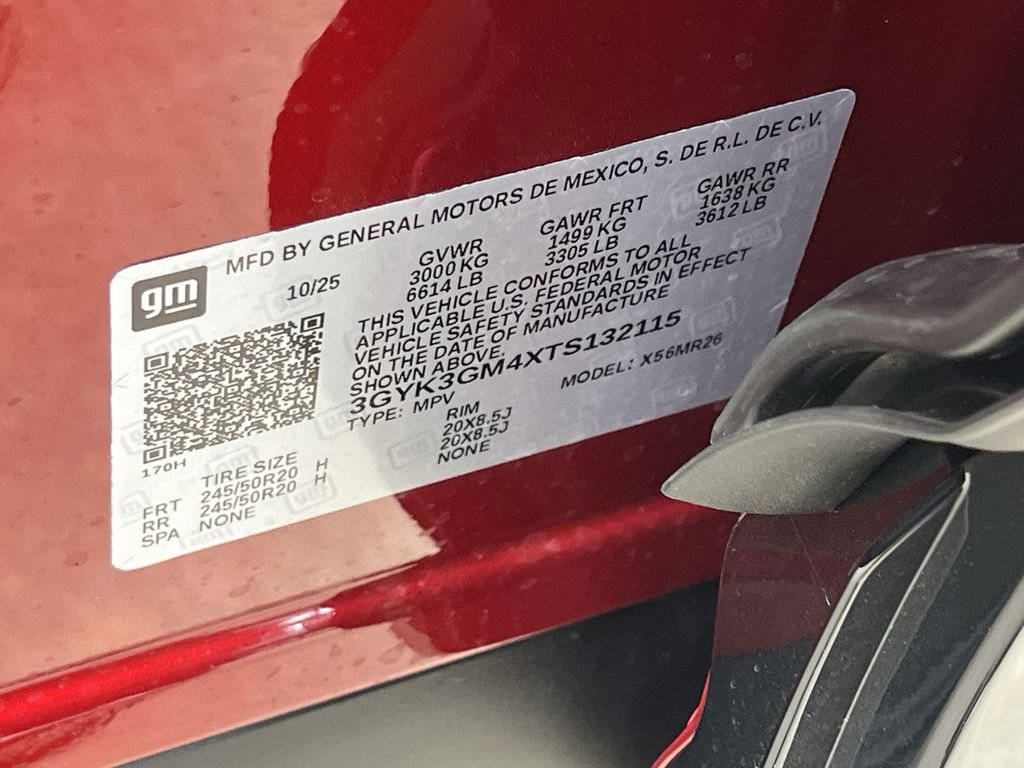 MFD BY GENERAL MOTORS DE MEXICO, S. DE R.L. DE C.V.
gm
10/25
GVWR GAWR FRT GAWR RR
3000 KG 1499 KG 1638 KG
6614 LB 3305 LB 3612 LB
THIS VEHICLE CONFORMS TO ALL
APPLICABLE U.S. FEDERAL MOTOR
VEHICLE SAFETY STANDARDS IN EFFECT
ON THE DATE OF MANUFACTURE
SHOWN ABOVE.
3GYK3GM4XTS132115
TYPE: MPV MODEL: X56MR26
170H
TIRE SIZE RIM
FRT 245/50R20 H 20X8.5J
RR 245/50R20 H 20X8.5J
SPA NONE NONE